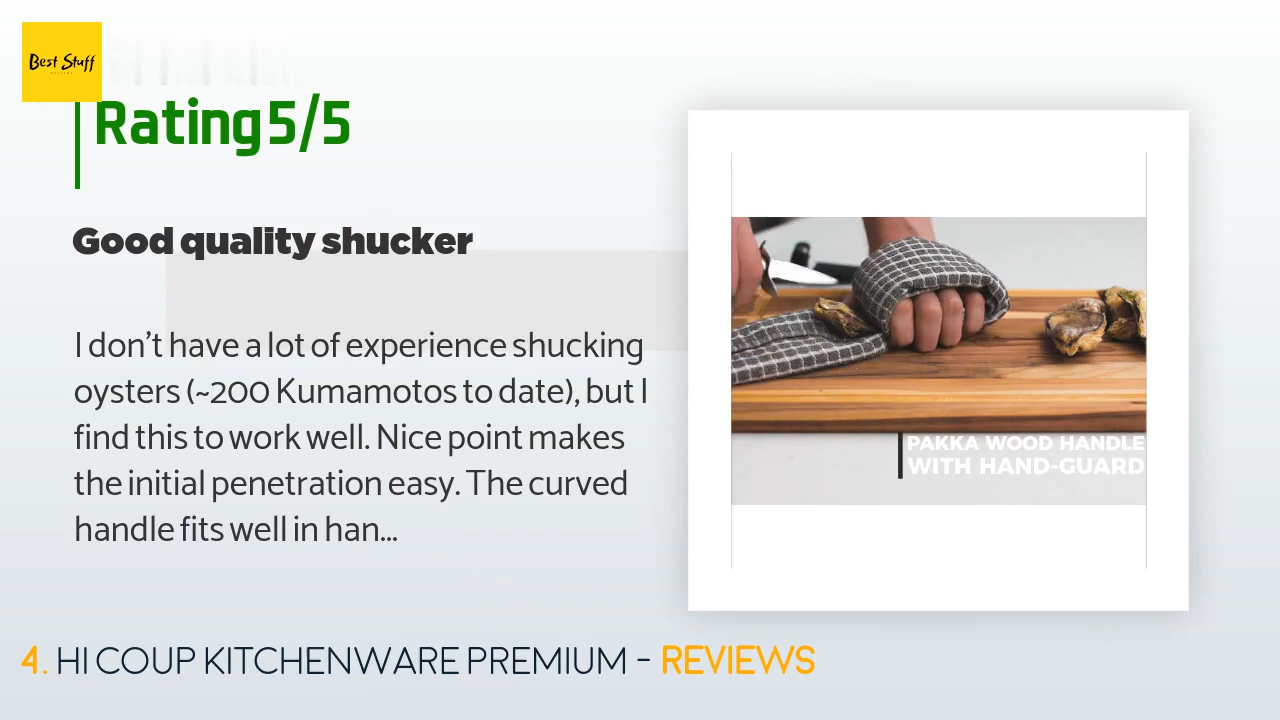 Best Stuff
Rating 5/5
Good quality shucker
I don't have a lot of experience shucking
oysters (~200 Kumamotos to date), but I
find this to work well. Nice point makes
the initial penetration easy. The curved
handle fits well in han...
PAKKA WOOD HANDLE
WITH HAND-GUARD
4. HI COUP KITCHENWARE PREMIUM - REVIEWS